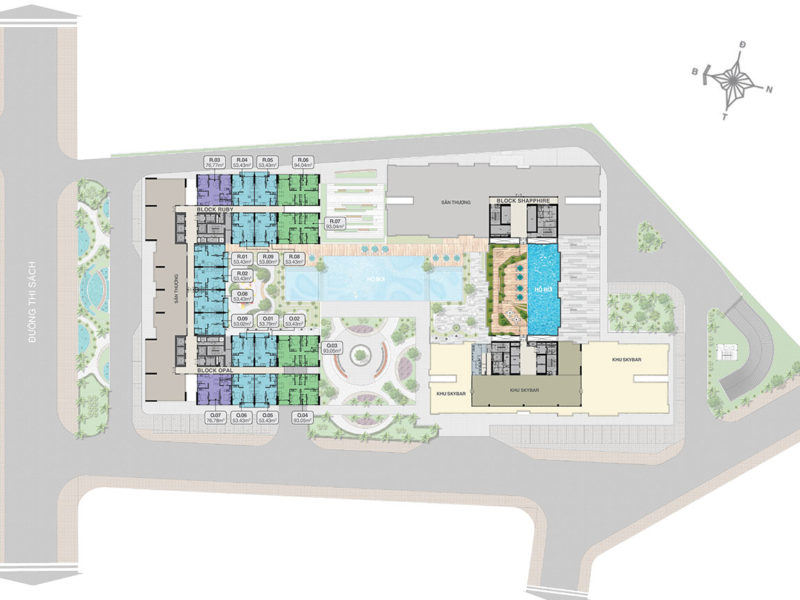 Đ
B
N
T
R.03
76.77m²
R.04
53.43m²
R.05
53.43m²
R.06
94.04m²
BLOCK RUBY
R.07
93.04m²
SÂN THƯỢNG
BLOCK SHAPPHIRE
R.01
53.43m²
R.09
53.80m²
R.08
53.43m²
R.02
53.43m²
SÂN THƯỢNG
O.08
53.43m²
HỒ BƠI
HỒ BƠI
ĐƯỜNG THI SÁCH
O.09
53.02m²
O.01
53.79m²
O.02
53.43m²
O.03
93.05m²
BLOCK OPAL
KHU SKYBAR
KHU SKYBAR
KHU SKYBAR
O.07
76.78m²
O.06
53.43m²
O.05
53.43m²
O.04
93.05m²